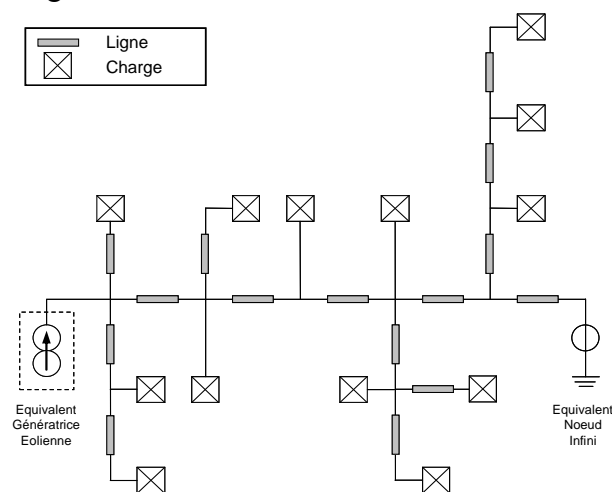 Ligne
Charge
Equivalent
Génératrice
Eolienne
Equivalent
Noeud
Infini